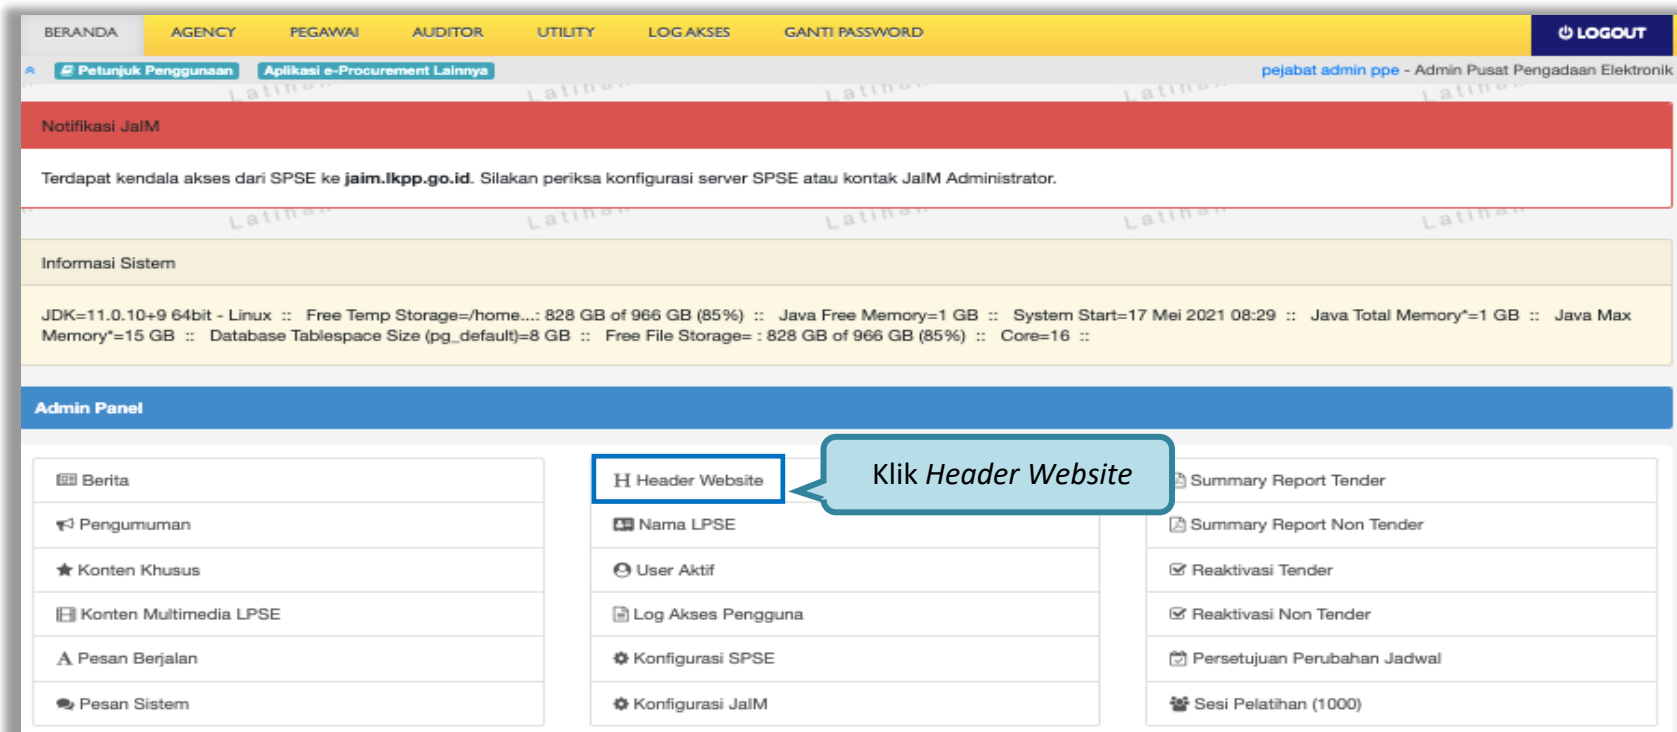 BERANDA AGENCY PEGAWAI AUDITOR UTILITY LOG AKSES GANTI PASSWORD LOGOUT
Petunjuk Penggunaan Aplikasi e-Procurement Lainnya pejabat admin ppe - Admin Pusat Pengadaan Elektronik
Notifikasi JaIM
Terdapat kendala akses dari SPSE ke jaim.lkpp.go.id. Silakan periksa konfigurasi server SPSE atau kontak JaIM Administrator.
Latihan Latihan Latihan Latihan Latihan
Informasi Sistem
JDK=11.0.10+9 64bit - Linux :: Free Temp Storage=/home...: 828 GB of 966 GB (85%) :: Java Free Memory=1 GB :: System Start=17 Mei 2021 08:29 :: Java Total Memory*=1 GB :: Java Max
Memory*=15 GB :: Database Tablespace Size (pg_default)=8 GB :: Free File Storage= : 828 GB of 966 GB (85%) :: Core=16 ::
Admin Panel
Klik Header Website
Berita Header Website Summary Report Tender
Pengumuman Nama LPSE Summary Report Non Tender
Konten Khusus User Aktif Reaktivasi Tender
Konten Multimedia LPSE Log Akses Pengguna Reaktivasi Non Tender
Pesan Berjalan Konfigurasi SPSE Persetujuan Perubahan Jadwal
Pesan Sistem Konfigurasi JaIM Sesi Pelatihan (1000)